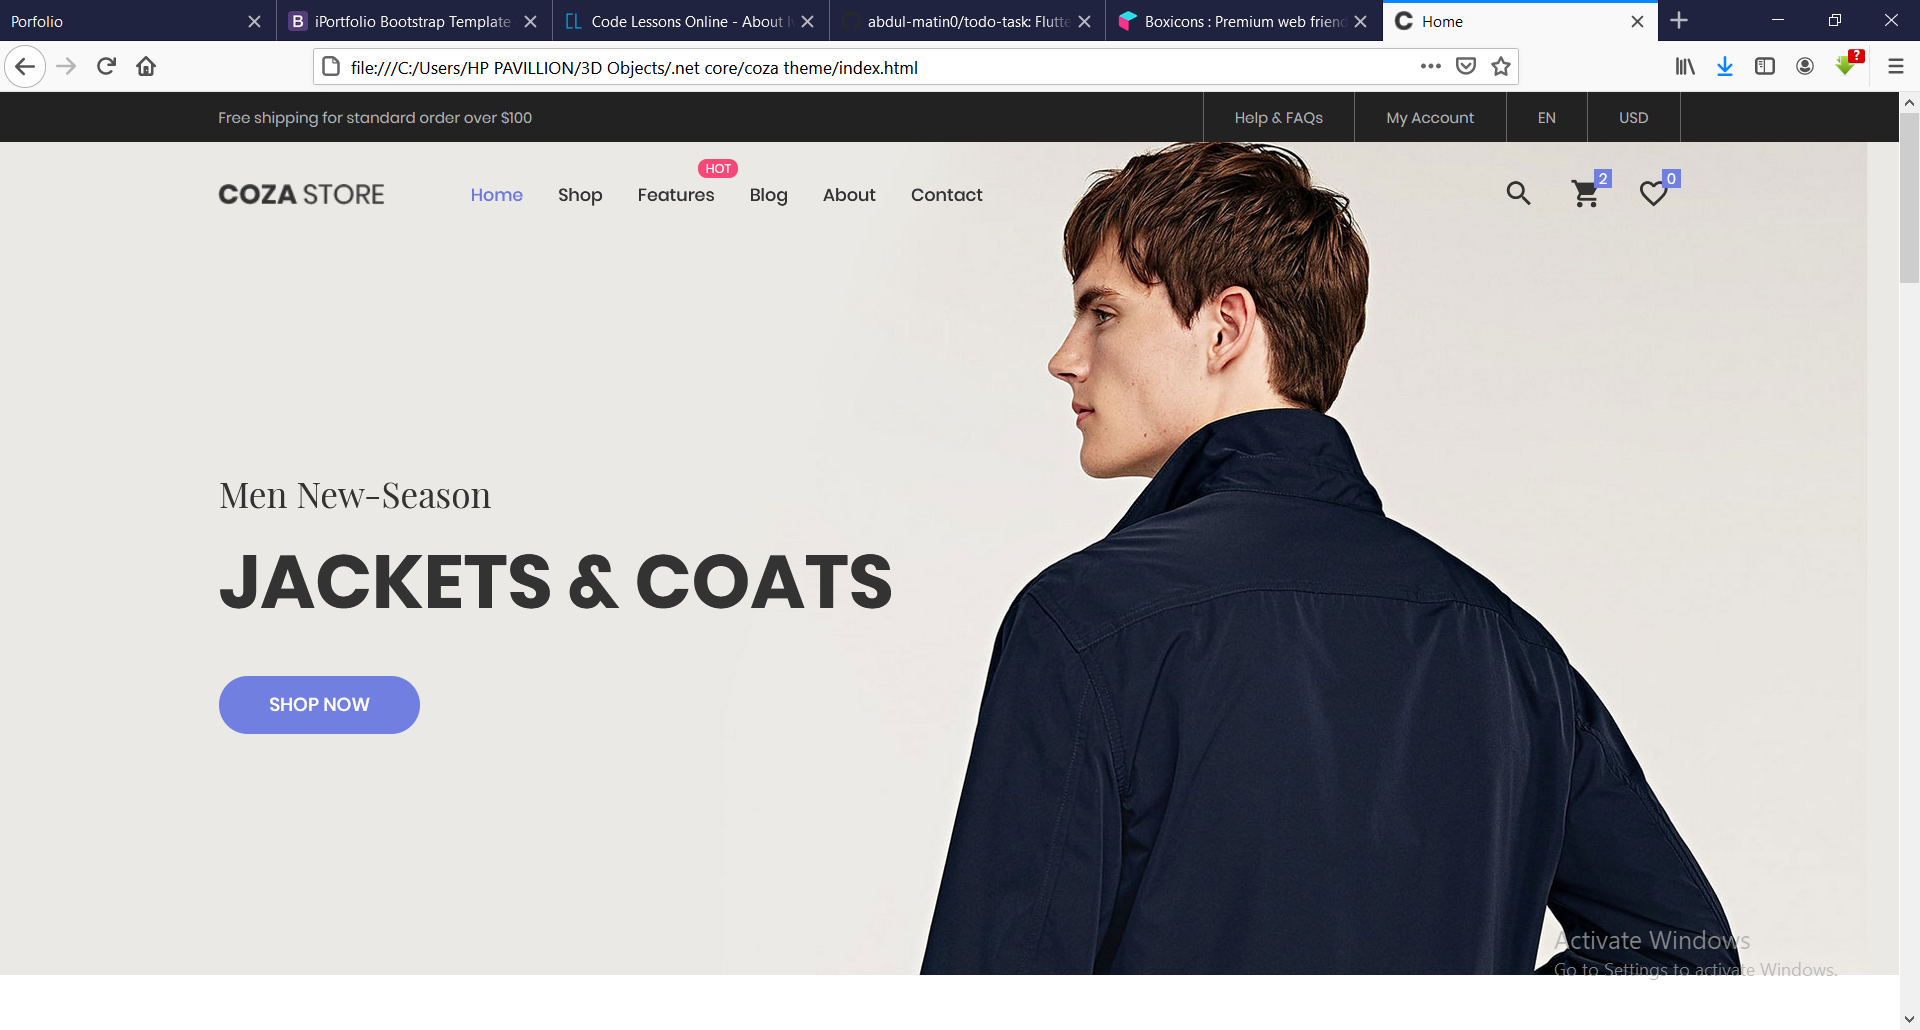 Porfolio
B iPortfolio Bootstrap Template
CL Code Lessons Online - About
abdul-matin0/todo-task: Flutte
Boxicons : Premium web friend
C Home
file:///C:/Users/HP PAVILLION/3D Objects/.net core/coza theme/index.html
?
Free shipping for standard order over $100
Help & FAQs
My Account
EN
USD
COZA STORE
Home
Shop
Features
HOT
Blog
About
Contact
2
0
Men New-Season
JACKETS & COATS
SHOP NOW
Activate Windows
Go to Settings to activate Windows.